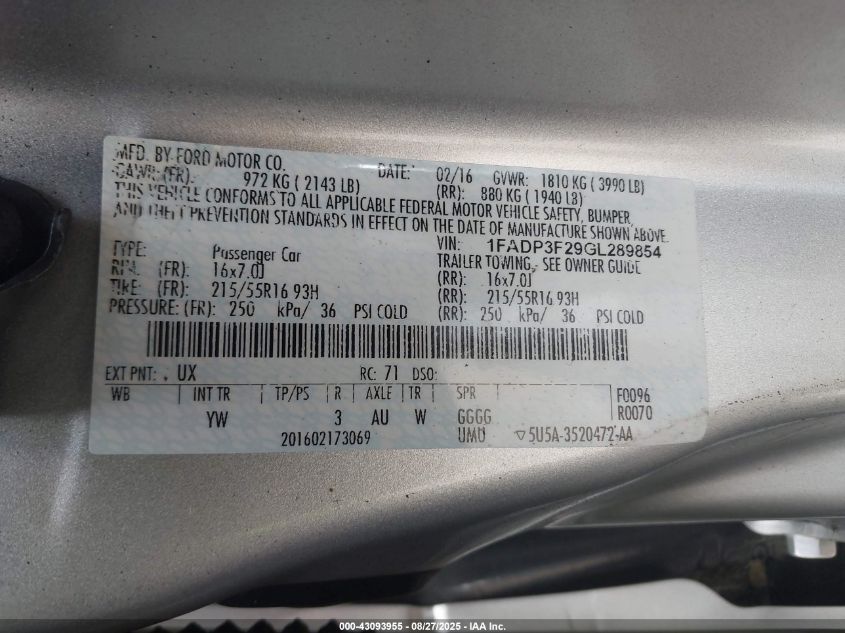 MFD. BY FORD MOTOR CO. DATE: 02/16 GVWR: 1810 KG ( 3990 LB)
GAWR:(FR): 972 KG ( 2143 LB) (RR): 880 KG ( 1940 LB)
THIS VEHICLE CONFORMS TO ALL APPLICABLE FEDERAL MOTOR VEHICLE SAFETY, BUMPER,
AND THEFT PREVENTION STANDARDS IN EFFECT ON THE DATE OF MANUFACTURE SHOWN ABOVE.
VIN: 1FADP3F29GL289854
TYPE: Passenger Car TRAILER TOWING - SEE OWNER GUIDE
RIM: (FR): 16x7.0J (RR): 16x7.0J
TIRE: (FR): 215/55R16 93H (RR): 215/55R16 93H
PRESSURE: (FR): 250 kPa/ 36 PSI COLD (RR): 250 kPa/ 36 PSI COLD
EXT PNT: UX RC: 71 DSO:
WB INT TR TP/PS R AXLE TR SPR F0096
YW 3 AU W GGGG R0070
201602173069 UMU ▽5U5A-3520472-AA
000-43093955 - 08/27/2025 - IAA Inc.